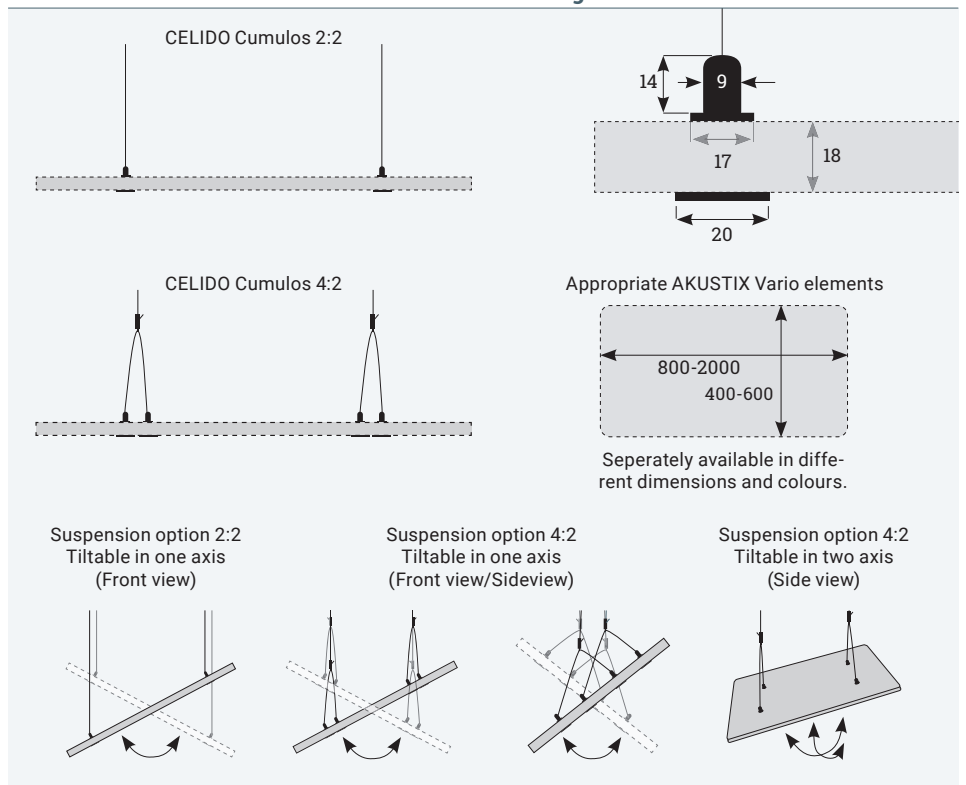 CELIDO Cumulos 2:2
14
9
17
18
20
CELIDO Cumulos 4:2
Appropriate AKUSTIX Vario elements
800-2000
400-600
Seperately available in diffe-
rent dimensions and colours.
Suspension option 2:2
Tiltable in one axis
(Front view)
Suspension option 4:2
Tiltable in one axis
(Front view/Sideview)
Suspension option 4:2
Tiltable in two axis
(Side view)